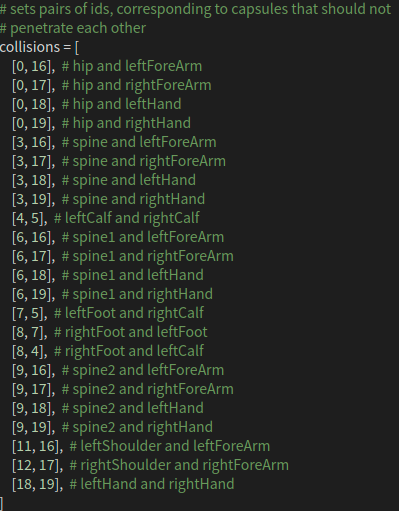 # sets pairs of ids, corresponding to capsules that should not
# penetrate each other
collisions = [
[0, 16], # hip and leftForeArm
[0, 17], # hip and rightForeArm
[0, 18], # hip and leftHand
[0, 19], # hip and rightHand
[3, 16], # spine and leftForeArm
[3, 17], # spine and rightForeArm
[3, 18], # spine and leftHand
[3, 19], # spine and rightHand
[4, 5], # leftCalf and rightCalf
[6, 16], # spine1 and leftForeArm
[6, 17], # spine1 and rightForeArm
[6, 18], # spine1 and leftHand
[6, 19], # spine1 and rightHand
[7, 5], # leftFoot and rightCalf
[8, 7], # rightFoot and leftFoot
[8, 4], # rightFoot and leftCalf
[9, 16], # spine2 and leftForeArm
[9, 17], # spine2 and rightForeArm
[9, 18], # spine2 and leftHand
[9, 19], # spine2 and rightHand
[11, 16], # leftShoulder and leftForeArm
[12, 17], # rightShoulder and rightForeArm
[18, 19], # leftHand and rightHand
]